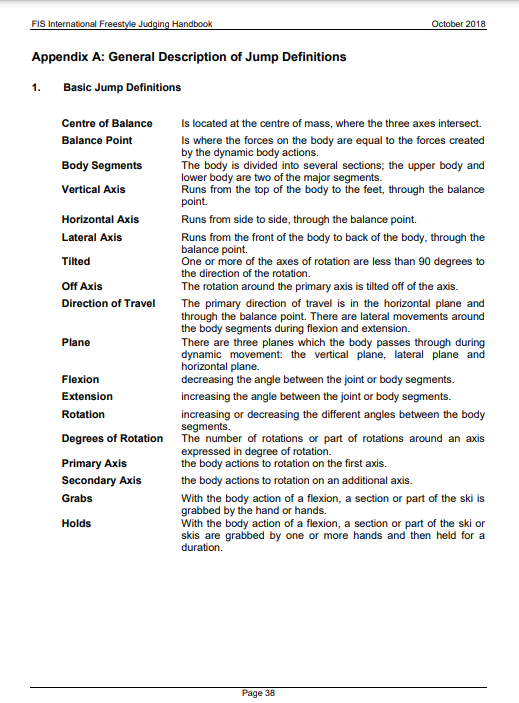 FIS International Freestyle Judging Handbook October 2018
Appendix A: General Description of Jump Definitions
1. Basic Jump Definitions
Centre of Balance Is located at the centre of mass, where the three axes intersect.
Balance Point Is where the forces on the body are equal to the forces created
by the dynamic body actions.
Body Segments The body is divided into several sections; the upper body and
lower body are two of the major segments.
Vertical Axis Runs from the top of the body to the feet, through the balance
point.
Horizontal Axis Runs from side to side, through the balance point.
Lateral Axis Runs from the front of the body to back of the body, through the
balance point.
Tilted One or more of the axes of rotation are less than 90 degrees to
the direction of the rotation.
Off Axis The rotation around the primary axis is tilted off of the axis.
Direction of Travel The primary direction of travel is in the horizontal plane and
through the balance point. There are lateral movements around
the body segments during flexion and extension.
Plane There are three planes which the body passes through during
dynamic movement: the vertical plane, lateral plane and
horizontal plane.
Flexion decreasing the angle between the joint or body segments.
Extension increasing the angle between the joint or body segments.
Rotation increasing or decreasing the different angles between the body
segments.
Degrees of Rotation The number of rotations or part of rotations around an axis
expressed in degree of rotation.
Primary Axis the body actions to rotation on the first axis.
Secondary Axis the body actions to rotation on an additional axis.
Grabs With the body action of a flexion, a section or part of the ski is
grabbed by the hand or hands.
Holds With the body action of a flexion, a section or part of the ski or
skis are grabbed by one or more hands and then held for a
duration.
Page 38